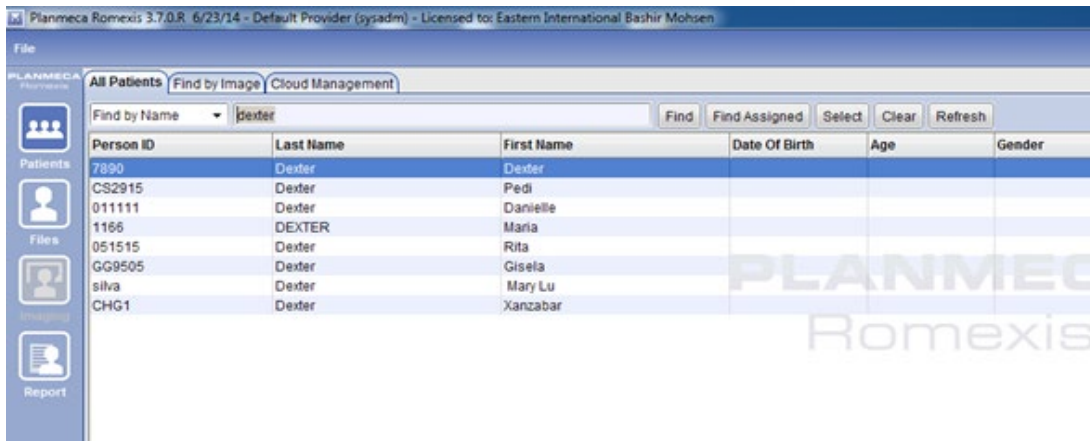 Planmeca Romexis 3.7.0.R 6/23/14 - Default Provider (sysadm) - Licensed to: Eastern International Bashir Mohsen
File
PLANMECA
Romexis
All Patients Find by Image Cloud Management
Find by Name dexter Find Find Assigned Select Clear Refresh
Person ID Last Name First Name Date Of Birth Age Gender
Patients
7890 Dexter Dexter
CS2915 Dexter Pedi
011111 Dexter Danielle
1166 DEXTER Maria
051515 Dexter Rita
Files
GG9505 Dexter Gisela
silva Dexter Mary Lu
CHG1 Dexter Xanzabar
Imaging
PLANMEC
Romexis
Report